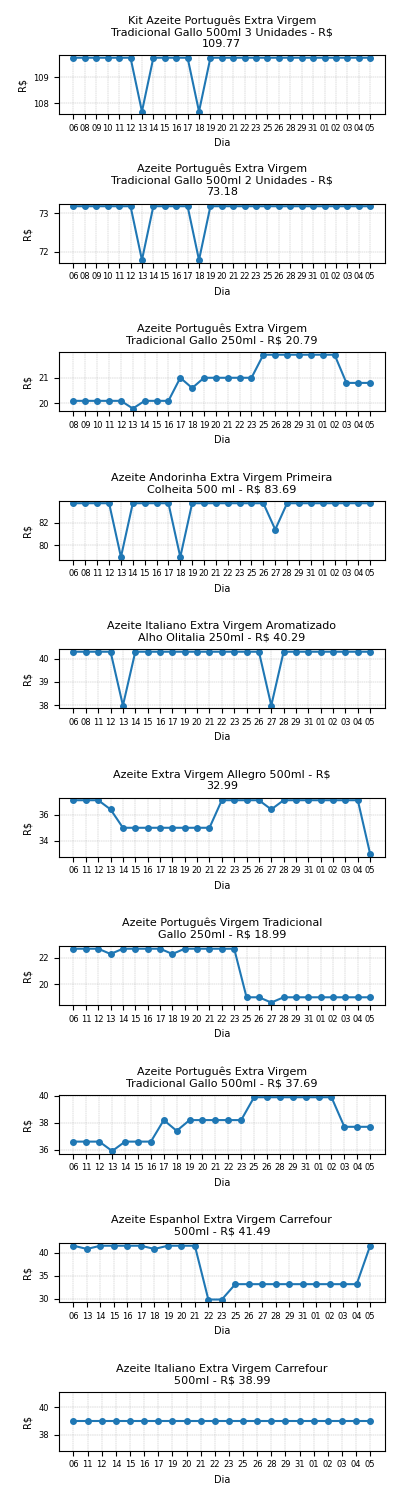 Kit Azeite Português Extra Virgem
Tradicional Gallo 500ml 3 Unidades - R$
109.77
R$
109
108
06 08 09 10 11 12 13 14 15 16 17 18 19 20 21 22 23 25 26 27 28 29 31 01 02 03 04 05
Dia
Azeite Português Extra Virgem
Tradicional Gallo 500ml 2 Unidades - R$
73.18
R$
73
72
06 08 09 10 11 12 13 14 15 16 17 18 19 20 21 22 23 25 26 27 28 29 31 01 02 03 04 05
Dia
Azeite Português Extra Virgem
Tradicional Gallo 250ml - R$ 20.79
R$
21
20
08 09 10 11 12 13 14 15 16 17 18 19 20 21 22 23 25 26 28 29 31 01 02 03 04 05
Dia
Azeite Andorinha Extra Virgem Primeira
Colheita 500 ml - R$ 83.69
R$
82
80
06 08 11 12 13 14 15 16 17 18 19 20 21 22 23 25 26 27 28 29 31 01 02 03 04 05
Dia
Azeite Italiano Extra Virgem Aromatizado
Alho Olitalia 250ml - R$ 40.29
R$
40
39
38
06 08 11 12 13 14 15 16 17 18 20 21 22 23 25 26 27 28 29 31 01 02 03 04 05
Dia
Azeite Extra Virgem Allegro 500ml - R$
32.99
R$
36
34
06 11 12 13 14 15 16 17 18 19 20 21 22 23 25 26 27 28 29 31 01 02 03 04 05
Dia
Azeite Português Virgem Tradicional
Gallo 250ml - R$ 18.99
R$
22
20
06 11 12 13 14 15 16 17 18 19 20 21 22 23 25 26 27 28 29 31 01 02 03 04 05
Dia
Azeite Português Extra Virgem
Tradicional Gallo 500ml - R$ 37.69
R$
40
38
36
06 11 12 13 14 15 16 17 18 19 20 21 22 23 25 26 28 29 31 01 02 03 04 05
Dia
Azeite Espanhol Extra Virgem Carrefour
500ml - R$ 41.49
R$
40
35
30
06 13 14 15 16 17 18 19 20 21 22 23 25 26 27 28 29 31 01 02 03 04 05
Dia
Azeite Italiano Extra Virgem Carrefour
500ml - R$ 38.99
R$
40
38
06 11 12 14 15 16 17 18 19 20 21 22 23 25 27 28 31 01 02 03 04 05
Dia